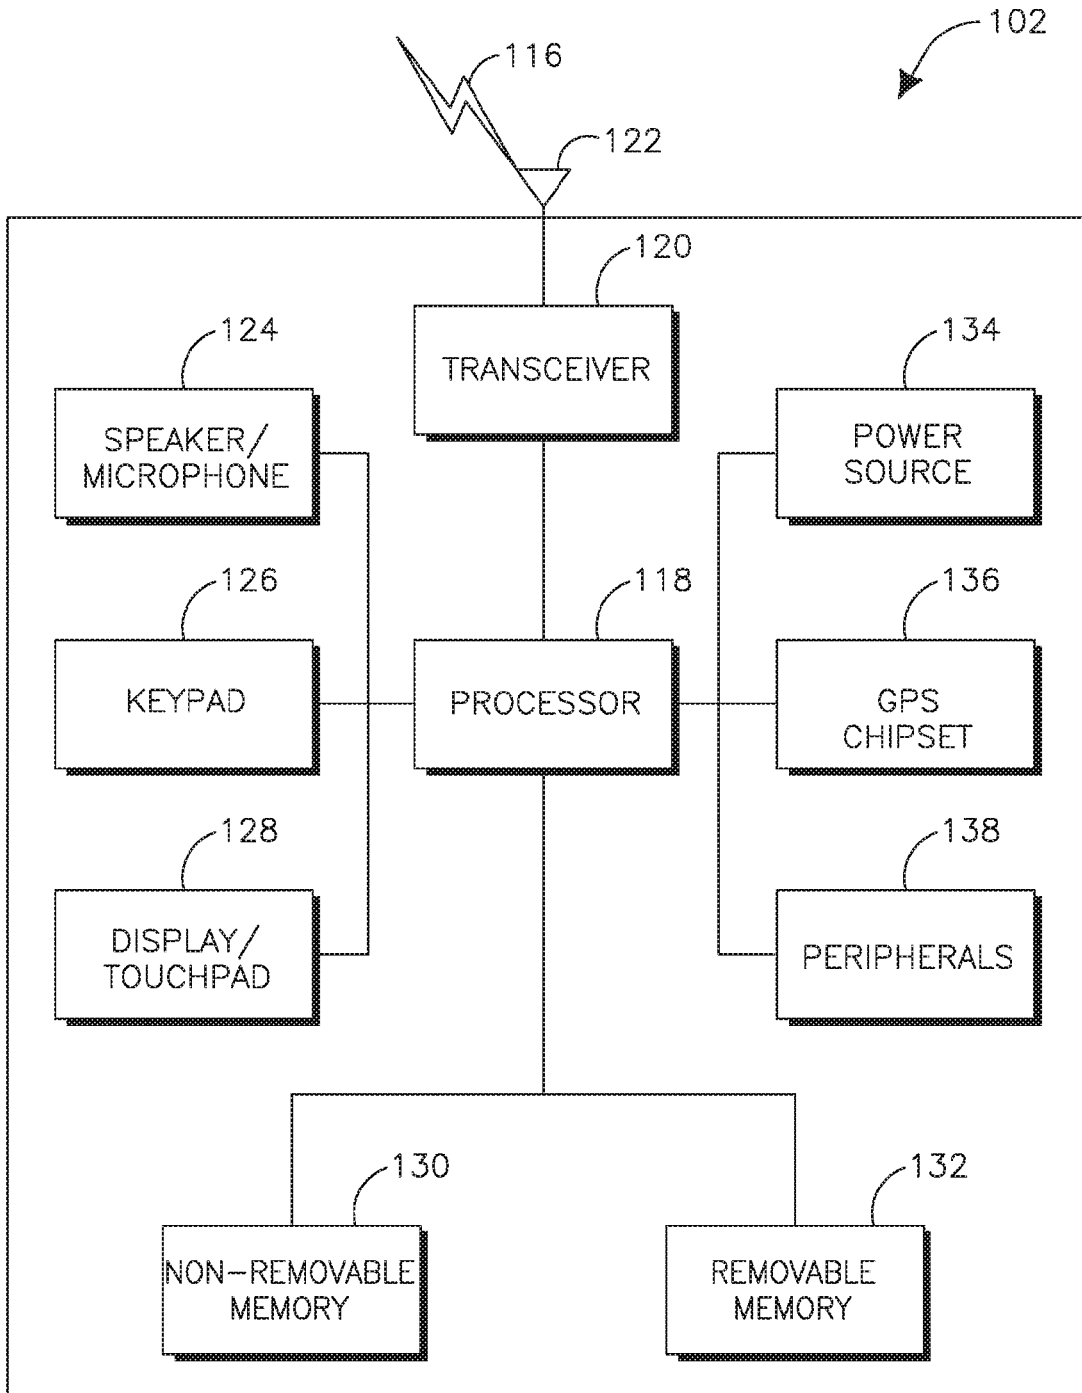 102
116
122
120
TRANSCEIVER
124
SPEAKER/
MICROPHONE
134
POWER
SOURCE
126
KEYPAD
118
PROCESSOR
136
GPS
CHIPSET
128
DISPLAY/
TOUCHPAD
138
PERIPHERALS
130
NON-REMOVABLE
MEMORY
132
REMOVABLE
MEMORY